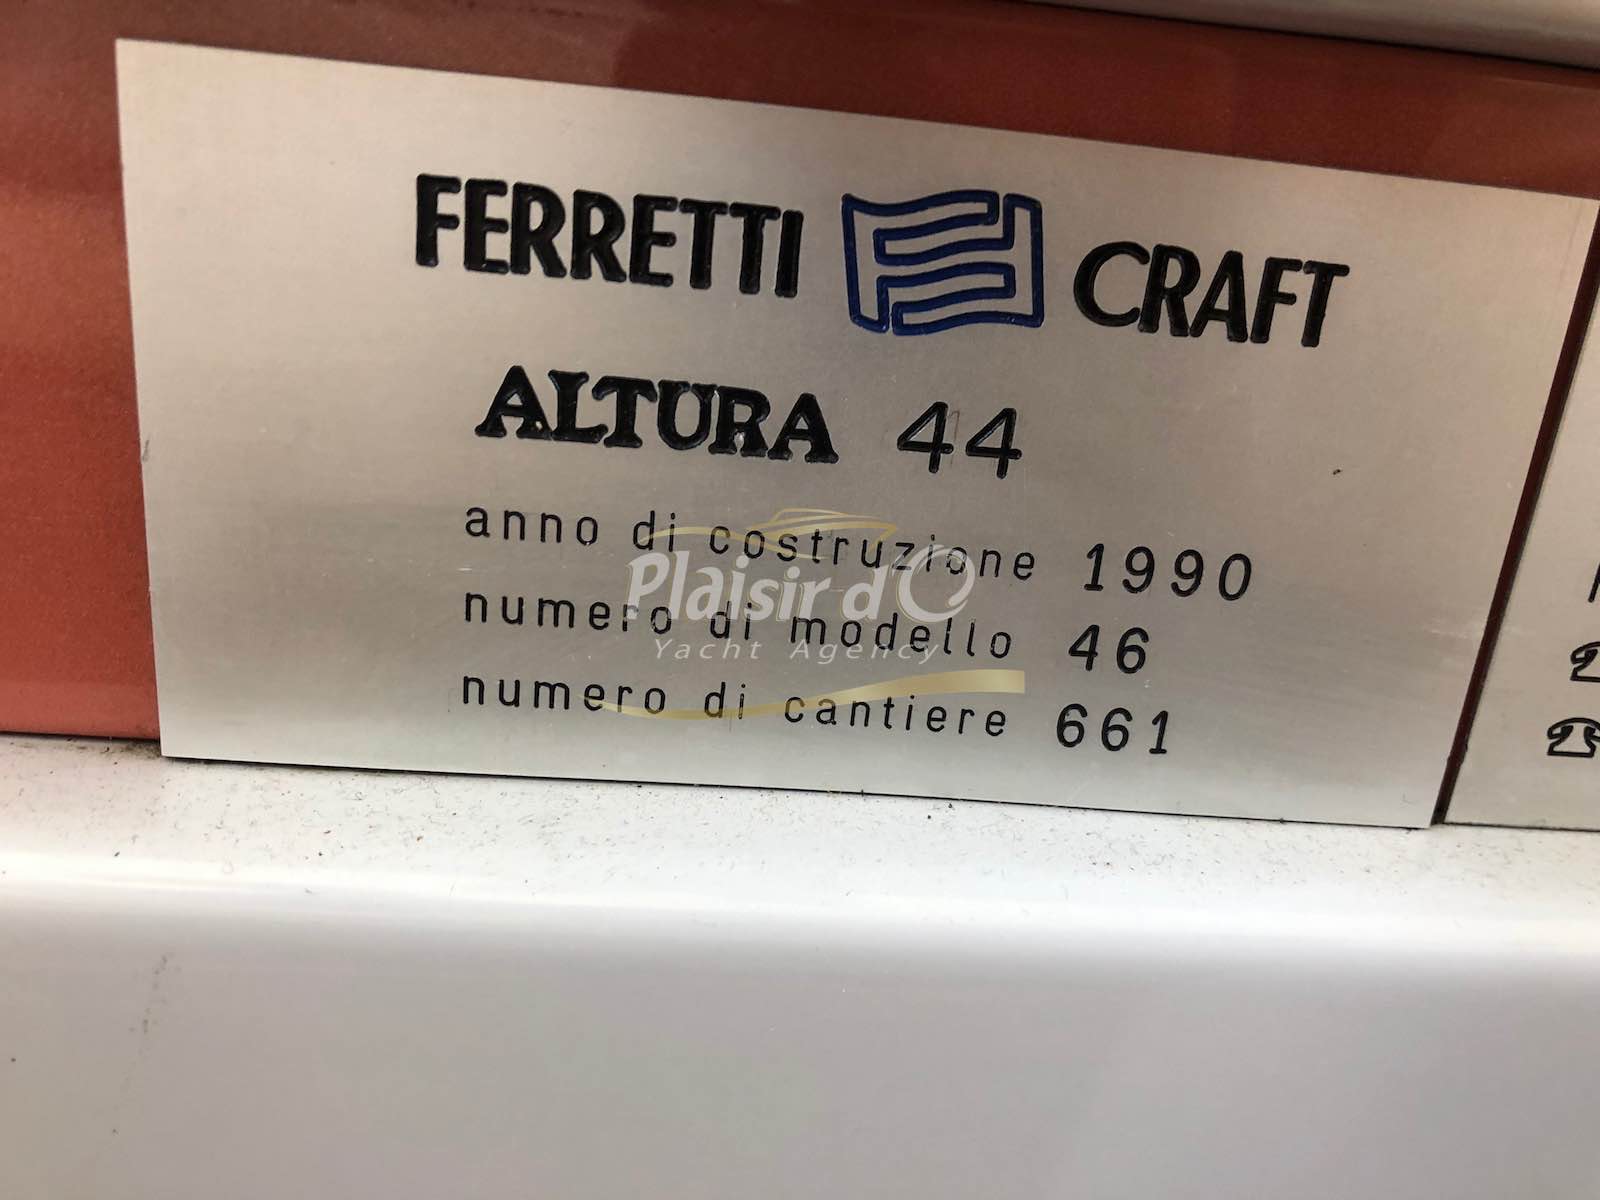 FERRETTI CRAFT
ALTURA 44
anno di costruzione 1990
numero di modello 46
numero di cantiere 661
Plaisir d'O
Yacht Agency